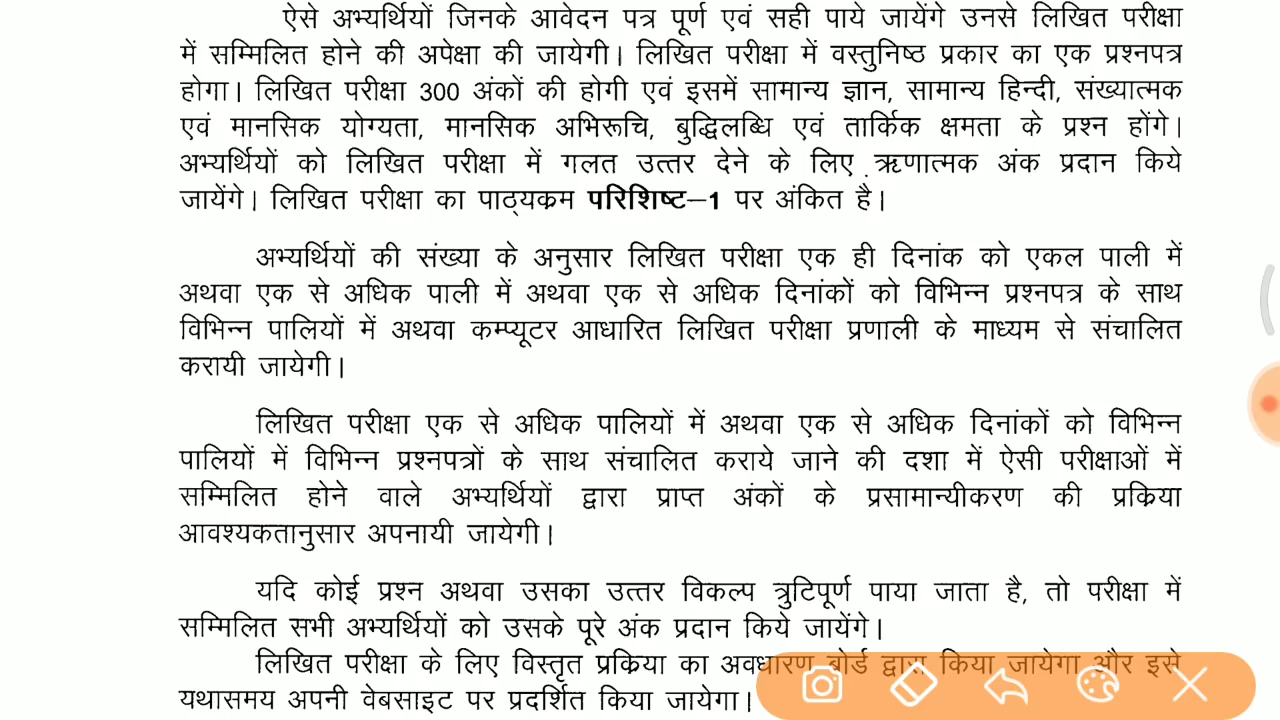 ऐसे अभ्यर्थियों जिनके आवेदन पत्र पूर्ण एवं सही पाये जायेंगे उनसे लिखित परीक्षा
में सम्मिलित होने की अपेक्षा की जायेगी। लिखित परीक्षा में वस्तुनिष्ठ प्रकार का एक प्रश्नपत्र
होगा। लिखित परीक्षा 300 अंकों की होगी एवं इसमें सामान्य ज्ञान, सामान्य हिन्दी, संख्यात्मक
एवं मानसिक योग्यता, मानसिक अभिरूचि, बुद्धिलब्धि एवं तार्किक क्षमता के प्रश्न होंगे।
अभ्यर्थियों को लिखित परीक्षा में गलत उत्तर देने के लिए ऋणात्मक अंक प्रदान किये
जायेंगे। लिखित परीक्षा का पाठ्यक्रम परिशिष्ट–1 पर अंकित है।
अभ्यर्थियों की संख्या के अनुसार लिखित परीक्षा एक ही दिनांक को एकल पाली में
अथवा एक से अधिक पाली में अथवा एक से अधिक दिनांकों को विभिन्न प्रश्नपत्र के साथ
विभिन्न पालियों में अथवा कम्प्यूटर आधारित लिखित परीक्षा प्रणाली के माध्यम से संचालित
करायी जायेगी।
लिखित परीक्षा एक से अधिक पालियों में अथवा एक से अधिक दिनांकों को विभिन्न
पालियों में विभिन्न प्रश्नपत्रों के साथ संचालित कराये जाने की दशा में ऐसी परीक्षाओं में
सम्मिलित होने वाले अभ्यर्थियों द्वारा प्राप्त अंकों के प्रसामान्यीकरण की प्रक्रिया
आवश्यकतानुसार अपनायी जायेगी।
यदि कोई प्रश्न अथवा उसका उत्तर विकल्प त्रुटिपूर्ण पाया जाता है, तो परीक्षा में
सम्मिलित सभी अभ्यर्थियों को उसके पूरे अंक प्रदान किये जायेंगे।
लिखित परीक्षा के लिए विस्तृत प्रक्रिया का अवधारण बोर्ड द्वारा किया जायेगा और इसे
यथासमय अपनी वेबसाइट पर प्रदर्शित किया जायेगा।